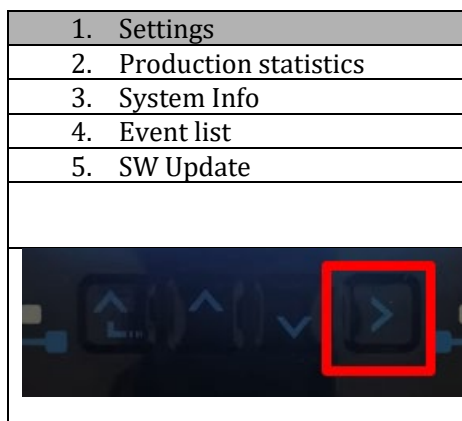 1. Settings
2. Production statistics
3. System Info
4. Event list
5. SW Update